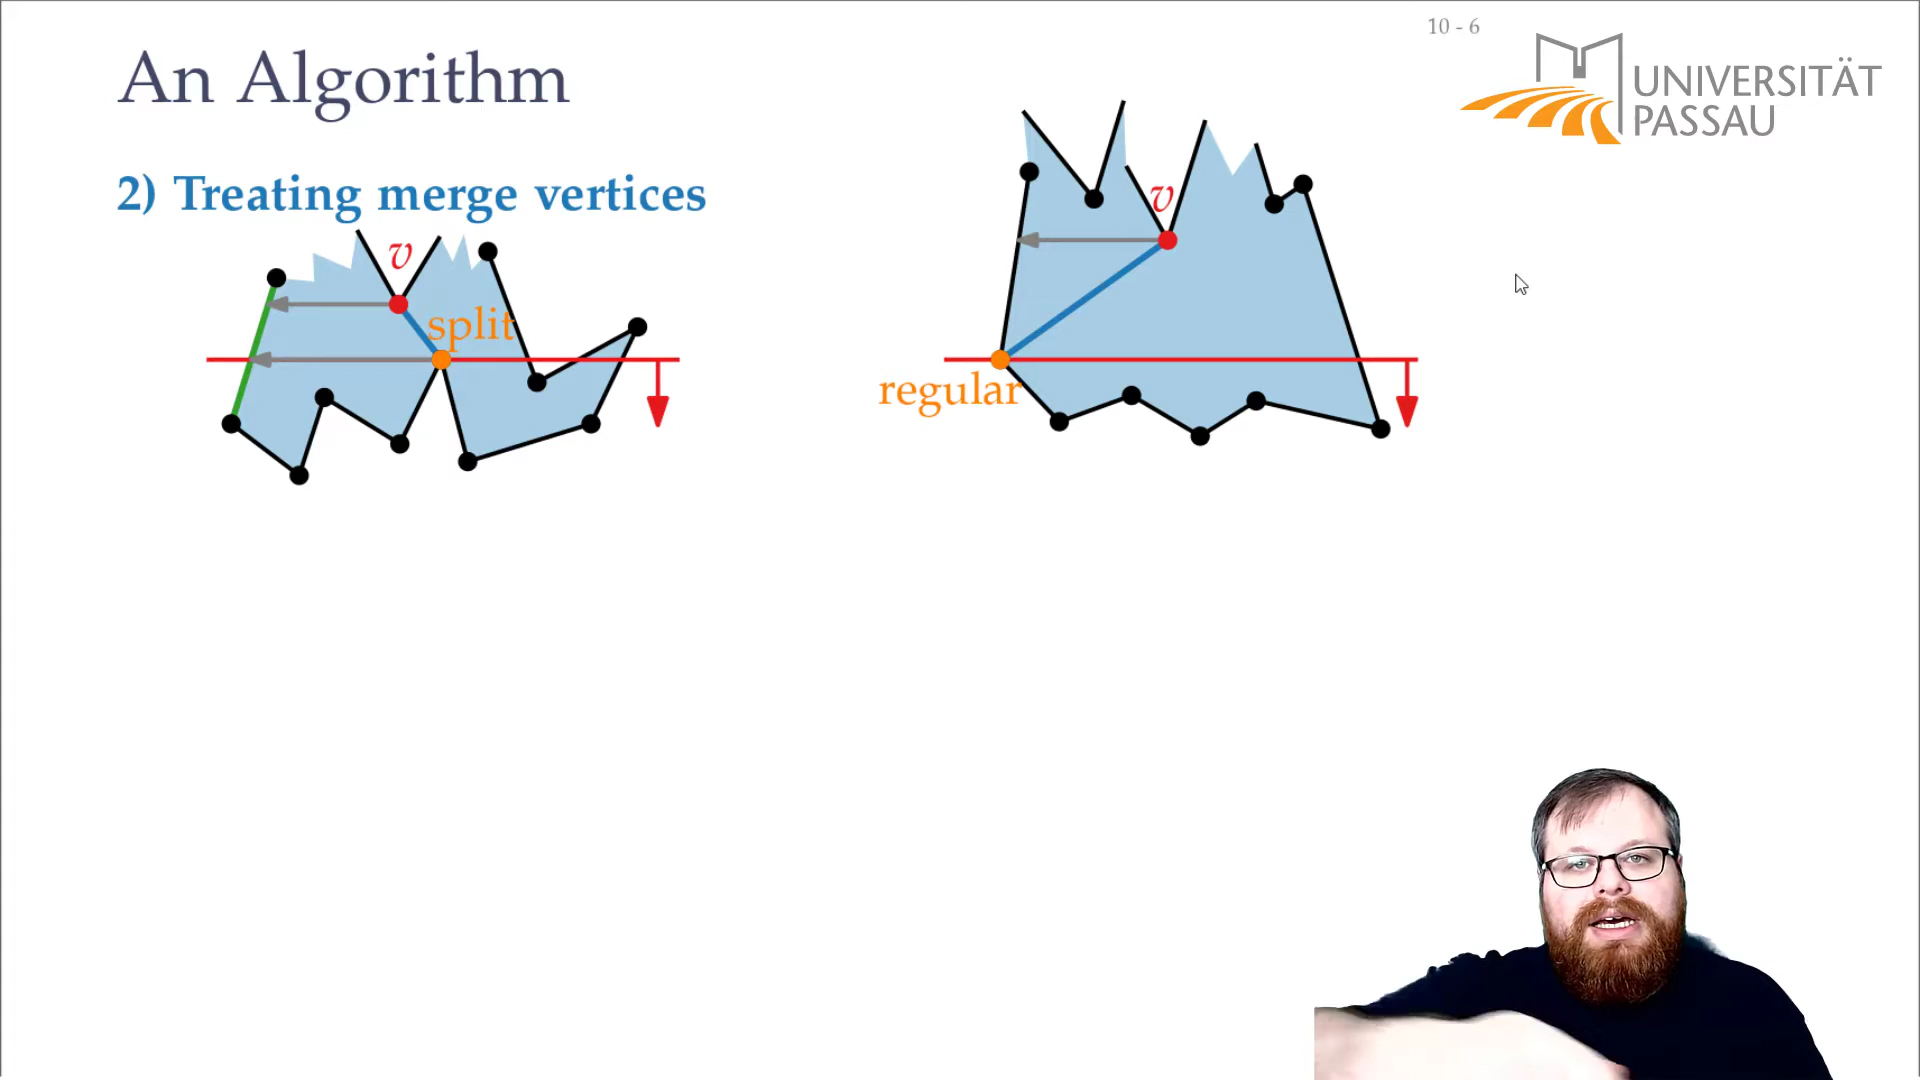 10 - 6
An Algorithm
UNIVERSITÄT
PASSAU
2) Treating merge vertices
v
v
split
regular